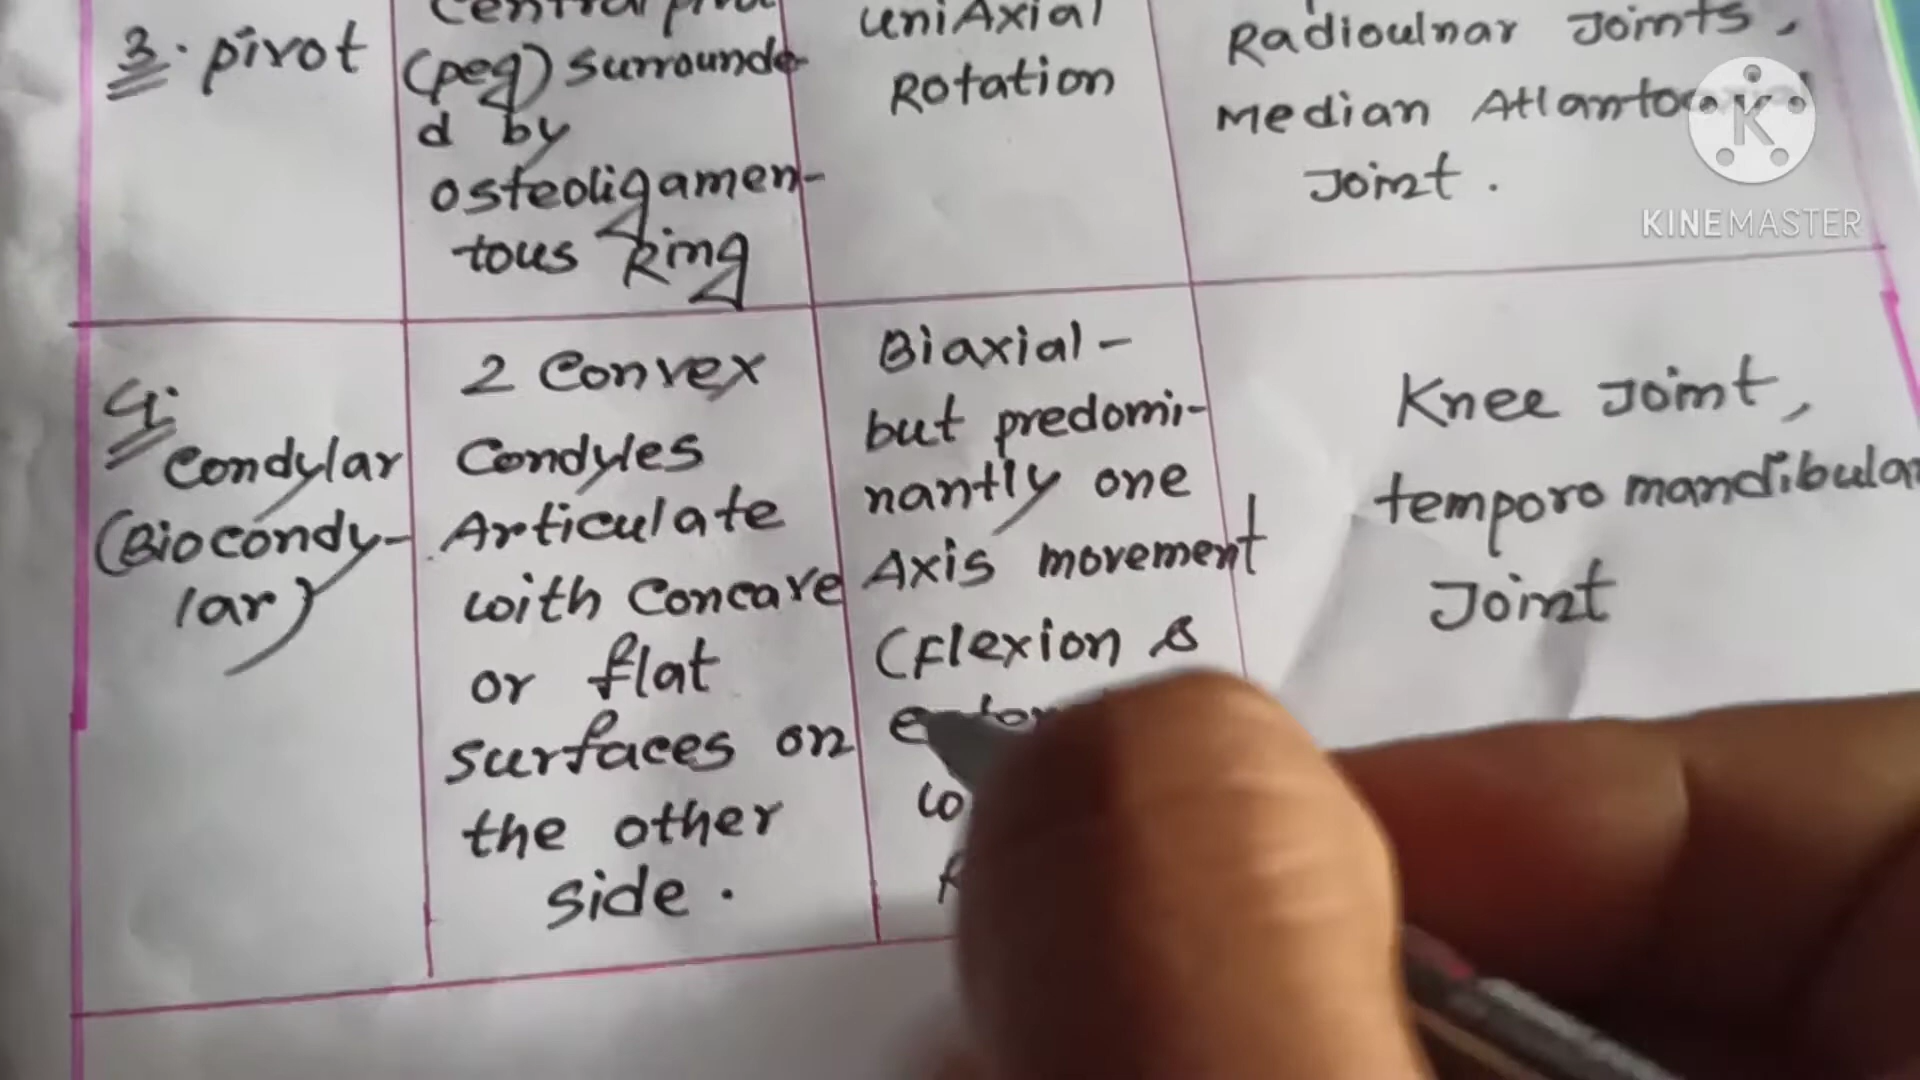 3. pivot
central
(peg) surrounde-
d by
osteoligamen-
tous Ring
uniAxial
Rotation
Radioulnar Joints,
Median
Joint.
4.
Condylar
(Biocondy-
lar)
2 Convex
Condyles
Articulate
with Concave
or flat
surfaces on
the other
side.
Biaxial -
but predomi-
nantly one
Axis movement
(Flexion &
Knee Joint,
temporomandibular
Joint
K
KINEMASTER